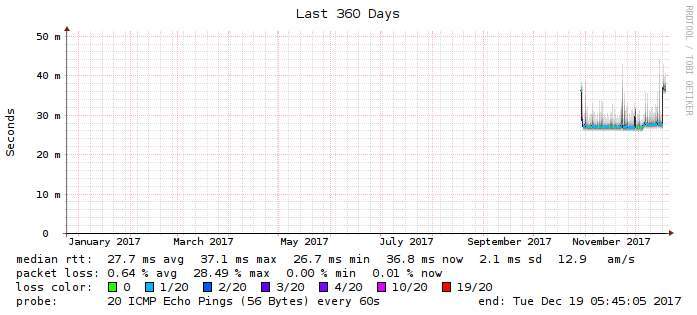 Last 360 Days
RRDTOOL / TOBI OETIKER
Seconds
50 m
40 m
30 m
20 m
10 m
0
January 2017 March 2017 May 2017 July 2017 September 2017 November 2017
median rtt: 27.7 ms avg 37.1 ms max 26.7 ms min 36.8 ms now 2.1 ms sd 12.9 am/s
packet loss: 0.64 % avg 28.49 % max 0.00 % min 0.01 % now
loss color: 0 1/20 2/20 3/20 4/20 10/20 19/20
probe: 20 ICMP Echo Pings (56 Bytes) every 60s end: Tue Dec 19 05:45:05 2017